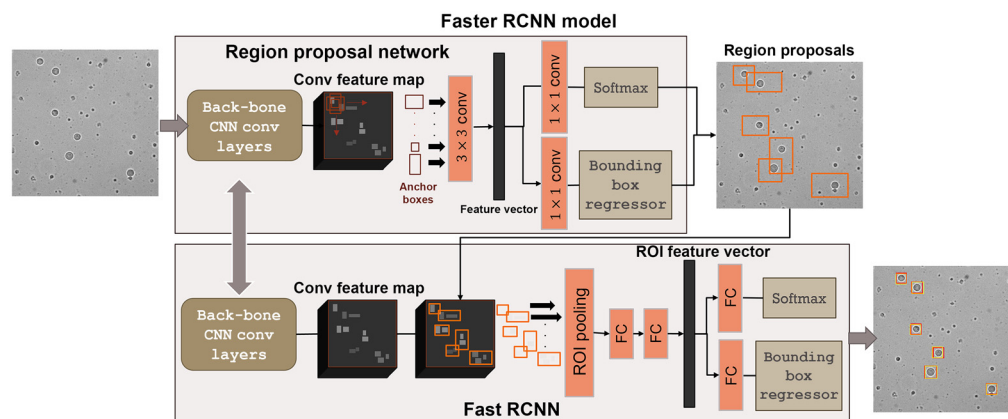 Faster RCNN model
Region proposal network
Region proposals
Conv feature map
Back-bone
CNN conv
layers
Anchor
boxes
3 × 3 conv
Feature vector
1 × 1 conv
Softmax
1 × 1 conv
Bounding
box
regressor
ROI feature vector
Conv feature map
Back-bone
CNN conv
layers
ROI pooling
FC
FC
FC
Softmax
FC
Bounding
box
regressor
Fast RCNN